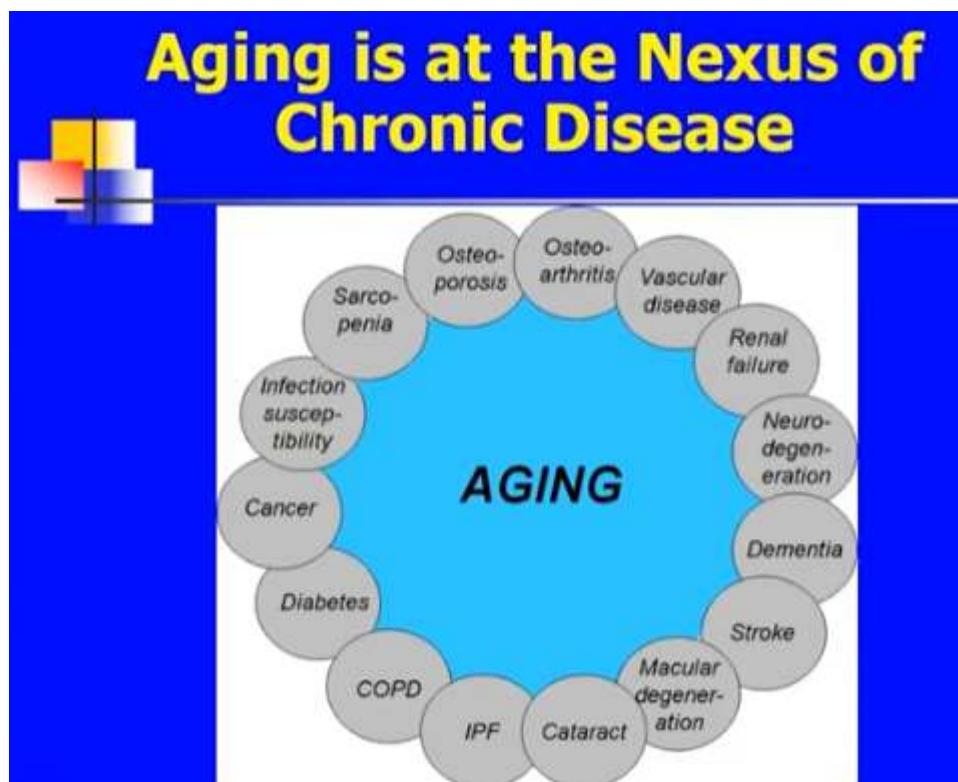 Aging is at the Nexus of
Chronic Disease
Osteo-
porosis
Osteo-
arthritis
Vascular
disease
Renal
failure
Neuro-
degen-
eration
Dementia
Stroke
Macular
degener-
ation
Cataract
IPF
COPD
Diabetes
Cancer
Infection
suscep-
tibility
Sarco-
penia
AGING